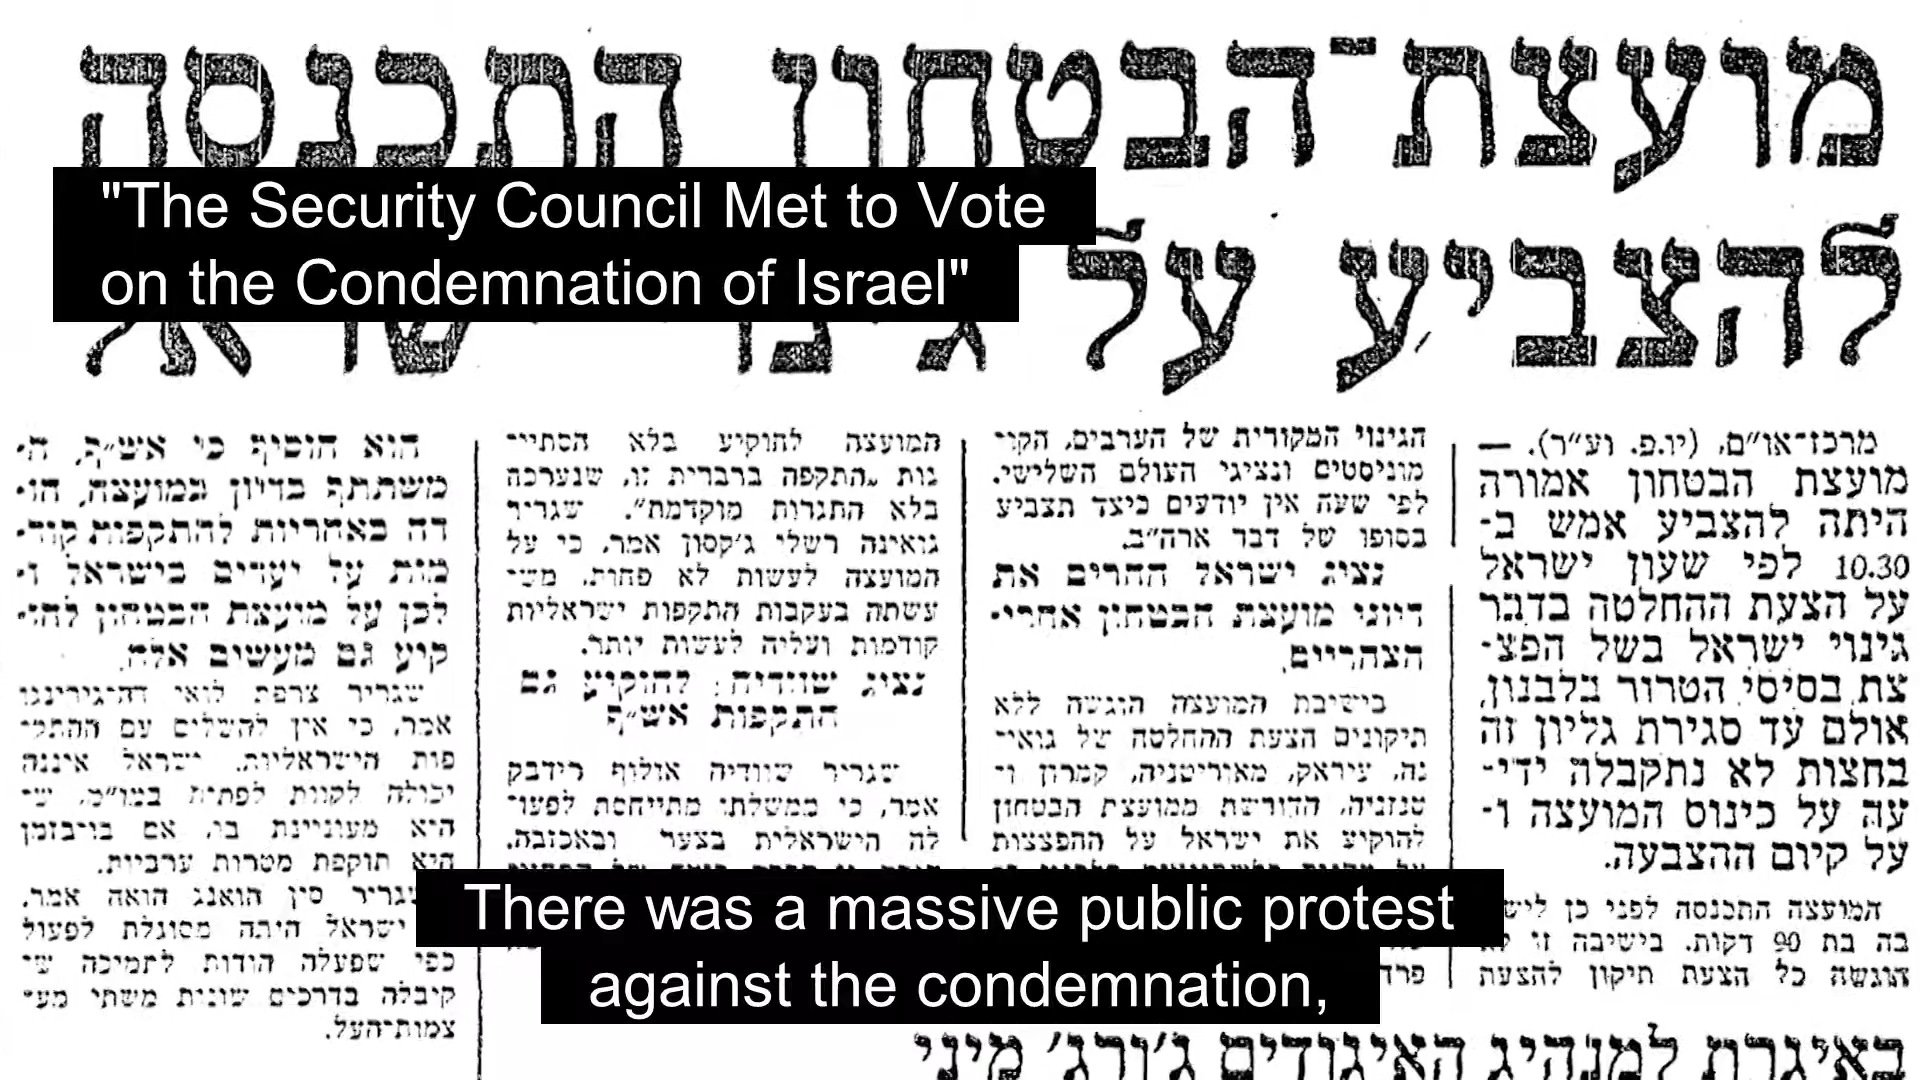 מועצת־הבטחון התכנסה
"The Security Council Met to Vote
on the Condemnation of Israel"
להצביע על
מרכז־או״ם, (יו.פ. וע״ר). —
מועצת הבטחון אמורה
היתה להצביע אמש ב-
10.30 לפי שעון ישראל
על הצעת ההחלטה בדבר
גינוי ישראל בשל הפצ-
צת בסיסי הטרור בלבנון,
אולם עד סגירת גליון זה
בחצות לא נתקבלה ידי-
עה על כינוס המועצה ו-
על קיום ההצבעה.
המועצה התכנסה לפני כן
בה בת 90 דקות. בישיבה זו לא
הוגשה כל הצעת תיקון להצעת
הגינוי המקורית של הערבים, הקו-
מוניסטים ונציגי העולם השלישי.
לפי שעה אין יודעים כיצד תצביע
בסופו של דבר ארה״ב.
נציג ישראל החרים את
דיוני מועצת הבטחון אחרי-
הצהריים.
בישיבת המועצה הוגשה ללא
תיקונים הצעת ההחלטה של גואי-
נה, עיראק, מאוריטניה, קמרון ו-
טנזניה, הדורשת ממועצת הבטחון
להוקיע את ישראל על ההפצצות
המועצה להוקיע בלא הסתיי-
גות „התקפה ברברית זו, שנערכה
בלא התגרות מוקדמת״. שגריר
גואינה רשלי ג׳קסון אמר, כי על
המועצה לעשות לא פחות, משי
עשתה בעקבות התקפות ישראליות
קודמות ועליה לעשות יותר.
נציג שוודיה: להוקיע גם
התקפות אש״ף
שגריר שוודיה אולוף רידבק
אמר, כי ממשלתו מתייחסת לפעו-
לה הישראלית בצער ובאכזבה.
הוא הוסיף כי אש״ף, ה-
משתתף בדיון במועצה, הו-
דה באחריות להתקפות קוד-
מות על יעדים בישראל ו-
לכן על מועצת הבטחון להו-
קיע גם מעשים אלה.
שגריר צרפת לואי דה־גירינגו
אמר, כי אין להשלים עם ההתק-
פות הישראליות. ישראל איננה
יכולה לקוות לפתוח במו״מ, ש-
היא מעוניינת בו, אם בו־בזמן
היא תוקפת מטרות ערביות.
שגריר סין הואנג הואה אמר,
ישראל היתה מסוגלת לפעול
כפי שפעלה הודות לתמיכה ש-
קיבלה בדרכים שונות משתי מע-
צמות־העל.
There was a massive public protest
against the condemnation,
באיגרת למנהיג האיגודים ג׳ורג׳ מיני